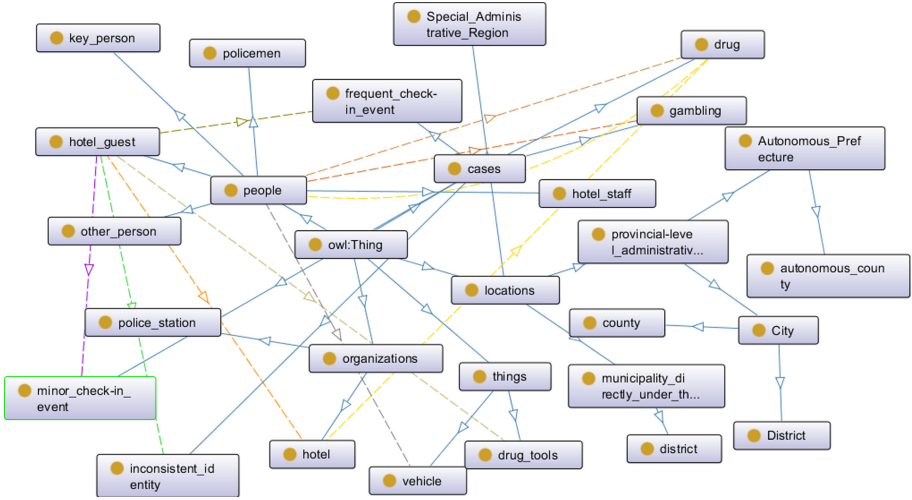 Special_Adminis
trative_Region
key_person
policemen
drug
frequent_check-
in_event
gambling
hotel_guest
Autonomous_Pref
ecture
cases
people
hotel_staff
other_person
owl:Thing
provincial-leve
l_administrativ...
autonomous_coun
ty
locations
police_station
county
City
organizations
things
municipality_di
rectly_under_th...
minor_check-in_
event
District
hotel
drug_tools
district
inconsistent_id
entity
vehicle